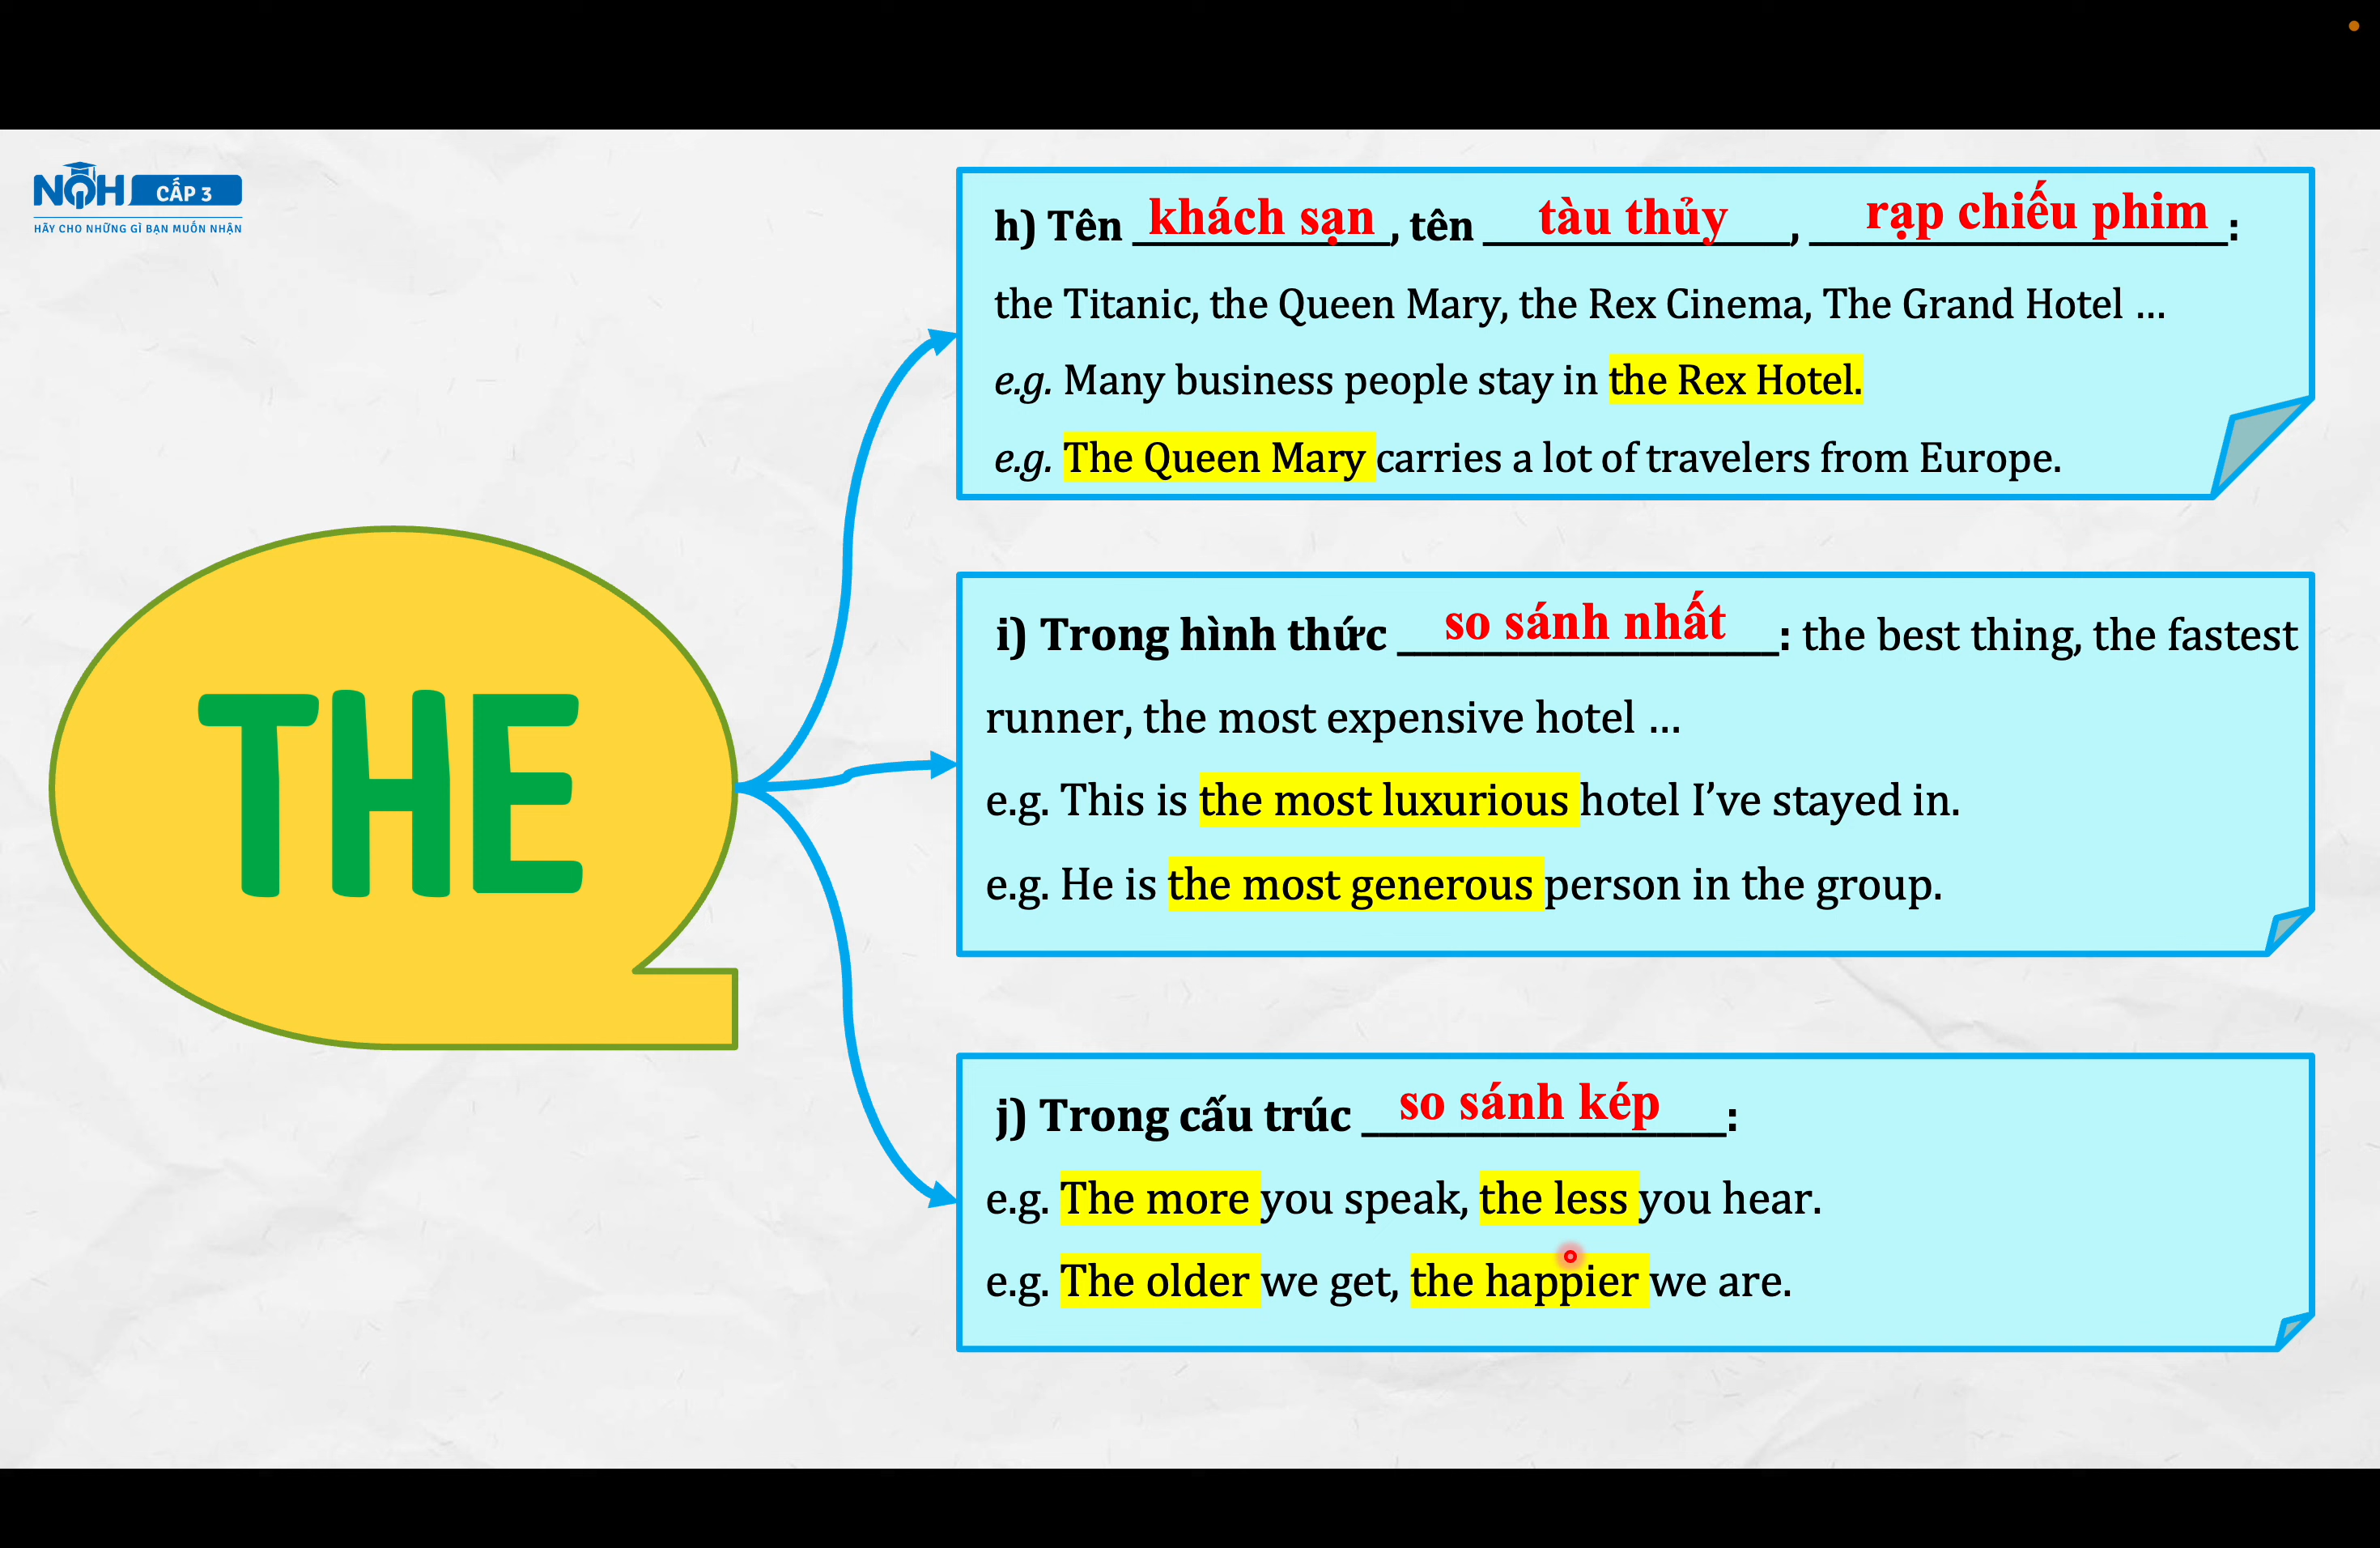 NQH CẤP 3
HÃY CHO NHỮNG GÌ BẠN MUỐN NHẬN
THE
h) Tên khách sạn, tên tàu thủy, rạp chiếu phim:
the Titanic, the Queen Mary, the Rex Cinema, The Grand Hotel …
e.g. Many business people stay in the Rex Hotel.
e.g. The Queen Mary carries a lot of travelers from Europe.
i) Trong hình thức so sánh nhất: the best thing, the fastest
runner, the most expensive hotel …
e.g. This is the most luxurious hotel I’ve stayed in.
e.g. He is the most generous person in the group.
j) Trong cấu trúc so sánh kép:
e.g. The more you speak, the less you hear.
e.g. The older we get, the happier we are.